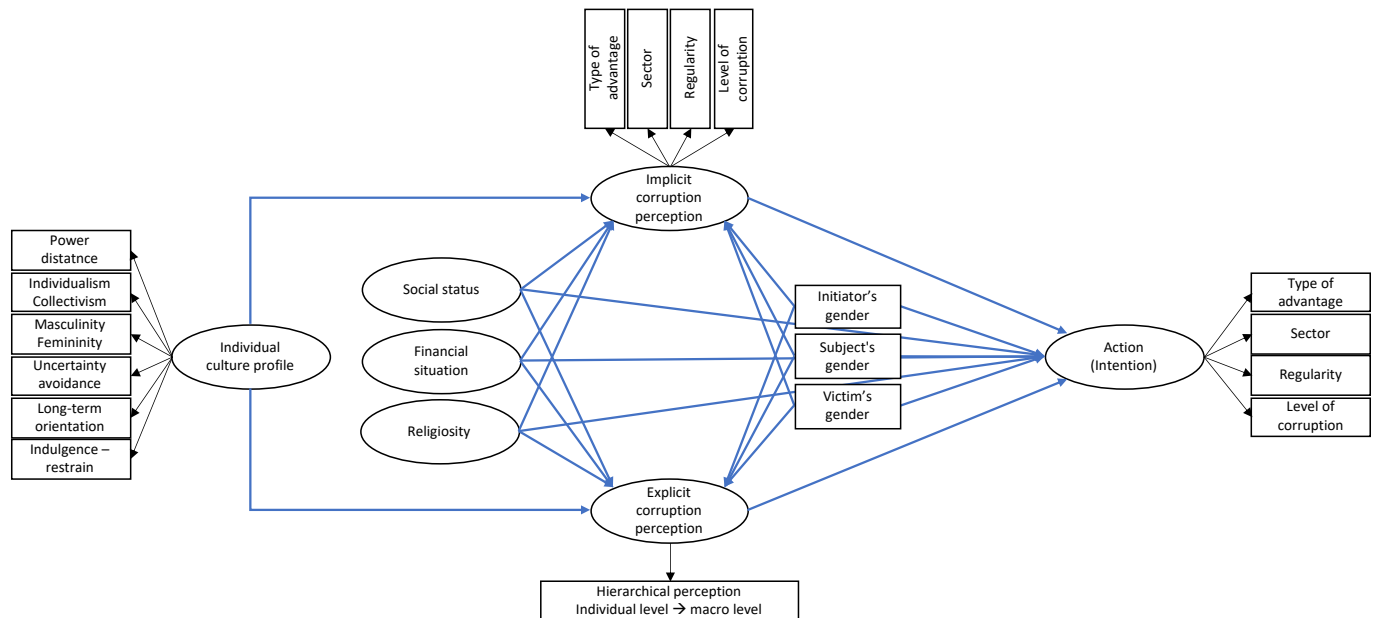 Type of
advantage
Sector
Regularity
Level of
corruption
Implicit
corruption
perception
Power
distatnce
Individualism
Collectivism
Masculinity
Femininity
Uncertainty
avoidance
Long-term
orientation
Indulgence –
restrain
Individual
culture profile
Social status
Financial
situation
Religiosity
Initiator's
gender
Subject's
gender
Victim's
gender
Action
(Intention)
Type of
advantage
Sector
Regularity
Level of
corruption
Explicit
corruption
perception
Hierarchical perception
Individual level → macro level